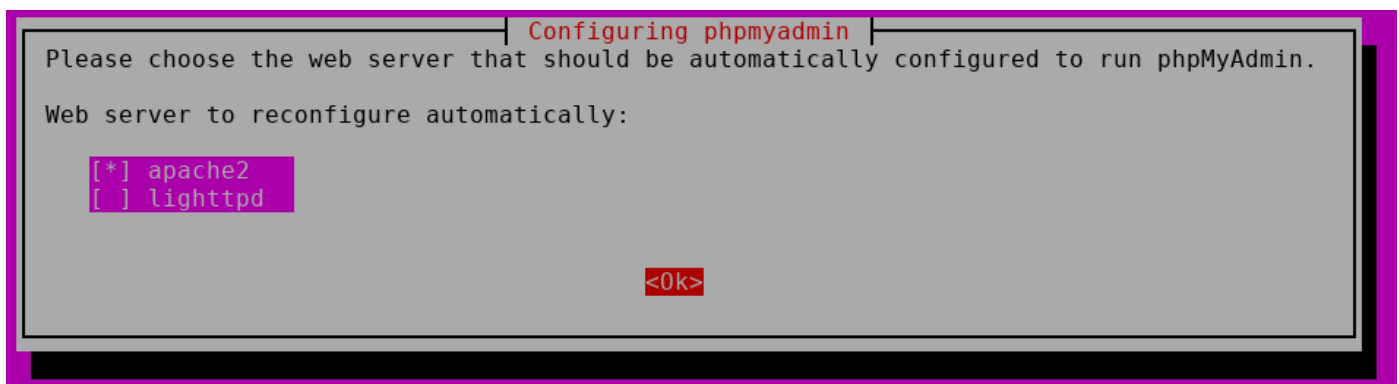 Configuring phpmyadmin
Please choose the web server that should be automatically configured to run phpMyAdmin.
Web server to reconfigure automatically:
[*] apache2
[ ] lighttpd
<Ok>